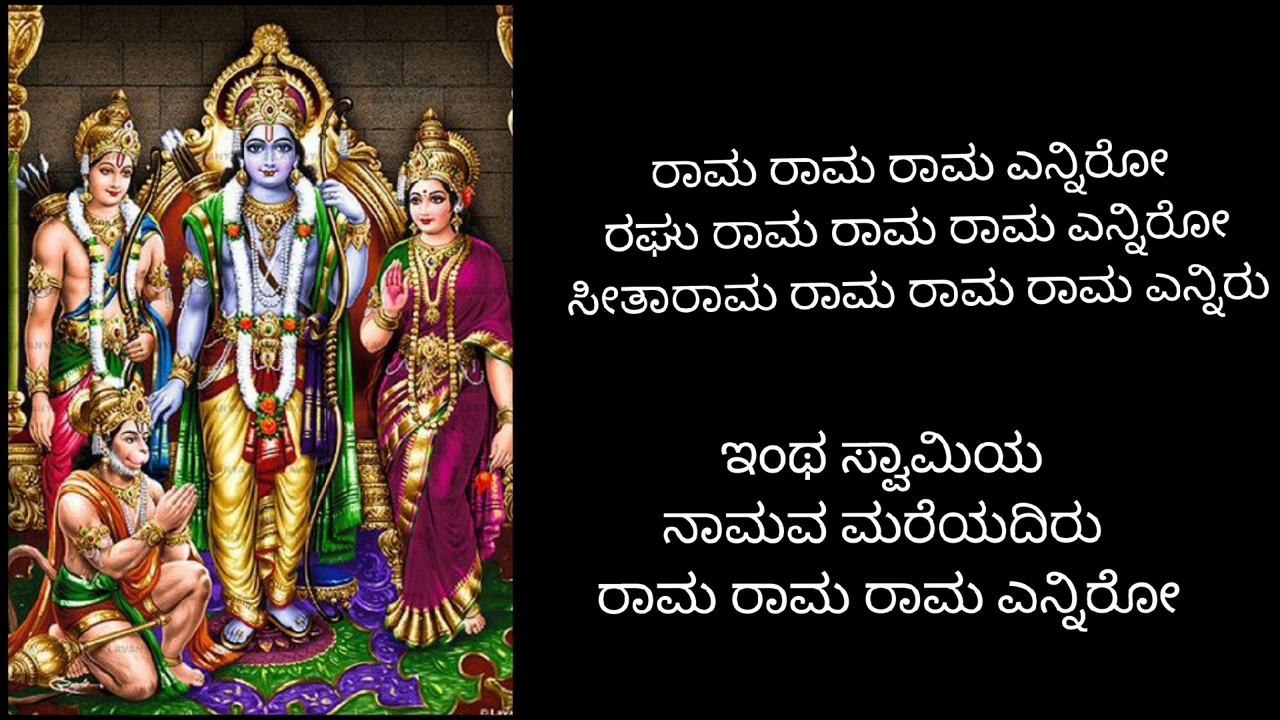 ರಾಮ ರಾಮ ರಾಮ ಎನ್ನಿರೋ
ರಘು ರಾಮ ರಾಮ ರಾಮ ಎನ್ನಿರೋ
ಸೀತಾರಾಮ ರಾಮ ರಾಮ ರಾಮ ಎನ್ನಿರು
ಇಂಥ ಸ್ವಾಮಿಯ
ನಾಮವ ಮರೆಯದಿರು
ರಾಮ ರಾಮ ರಾಮ ಎನ್ನಿರೋ